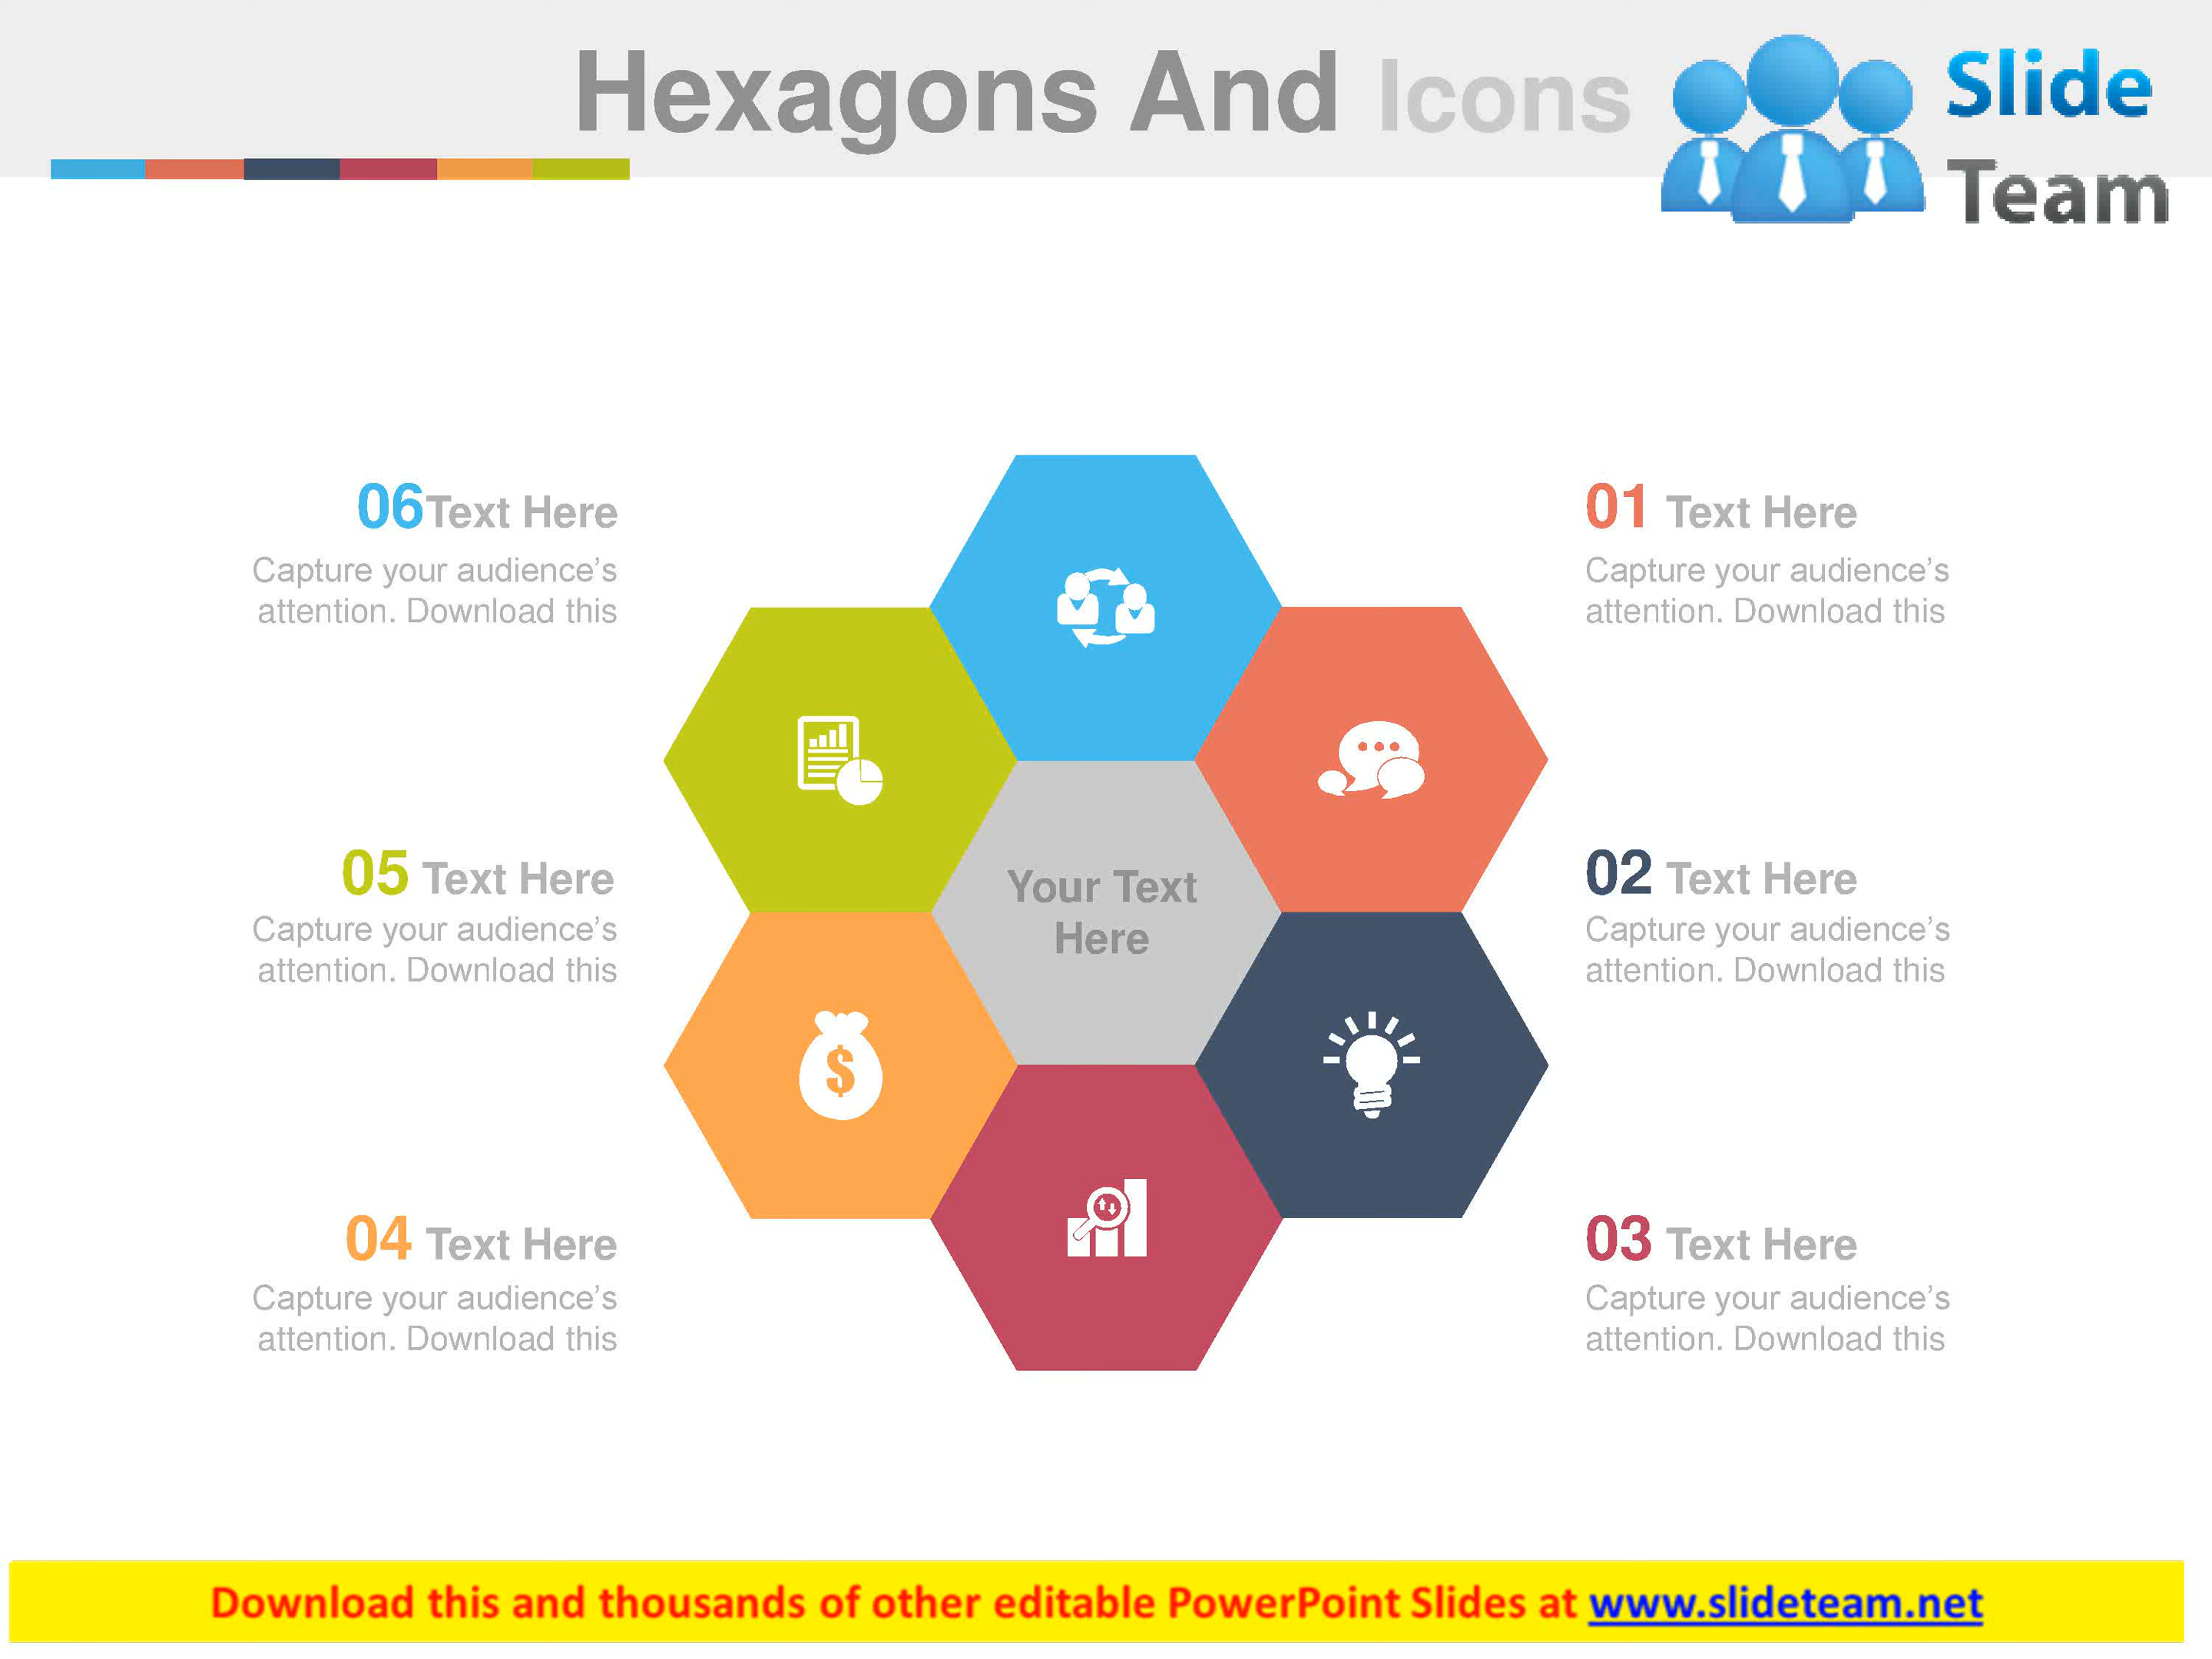 Hexagons And Icons
Slide
Team
06Text Here
Capture your audience’s
attention. Download this
05 Text Here
Capture your audience’s
attention. Download this
04 Text Here
Capture your audience’s
attention. Download this
Your Text
Here
$
01 Text Here
Capture your audience’s
attention. Download this
02 Text Here
Capture your audience’s
attention. Download this
03 Text Here
Capture your audience’s
attention. Download this
Download this and thousands of other editable PowerPoint Slides at www.slideteam.net